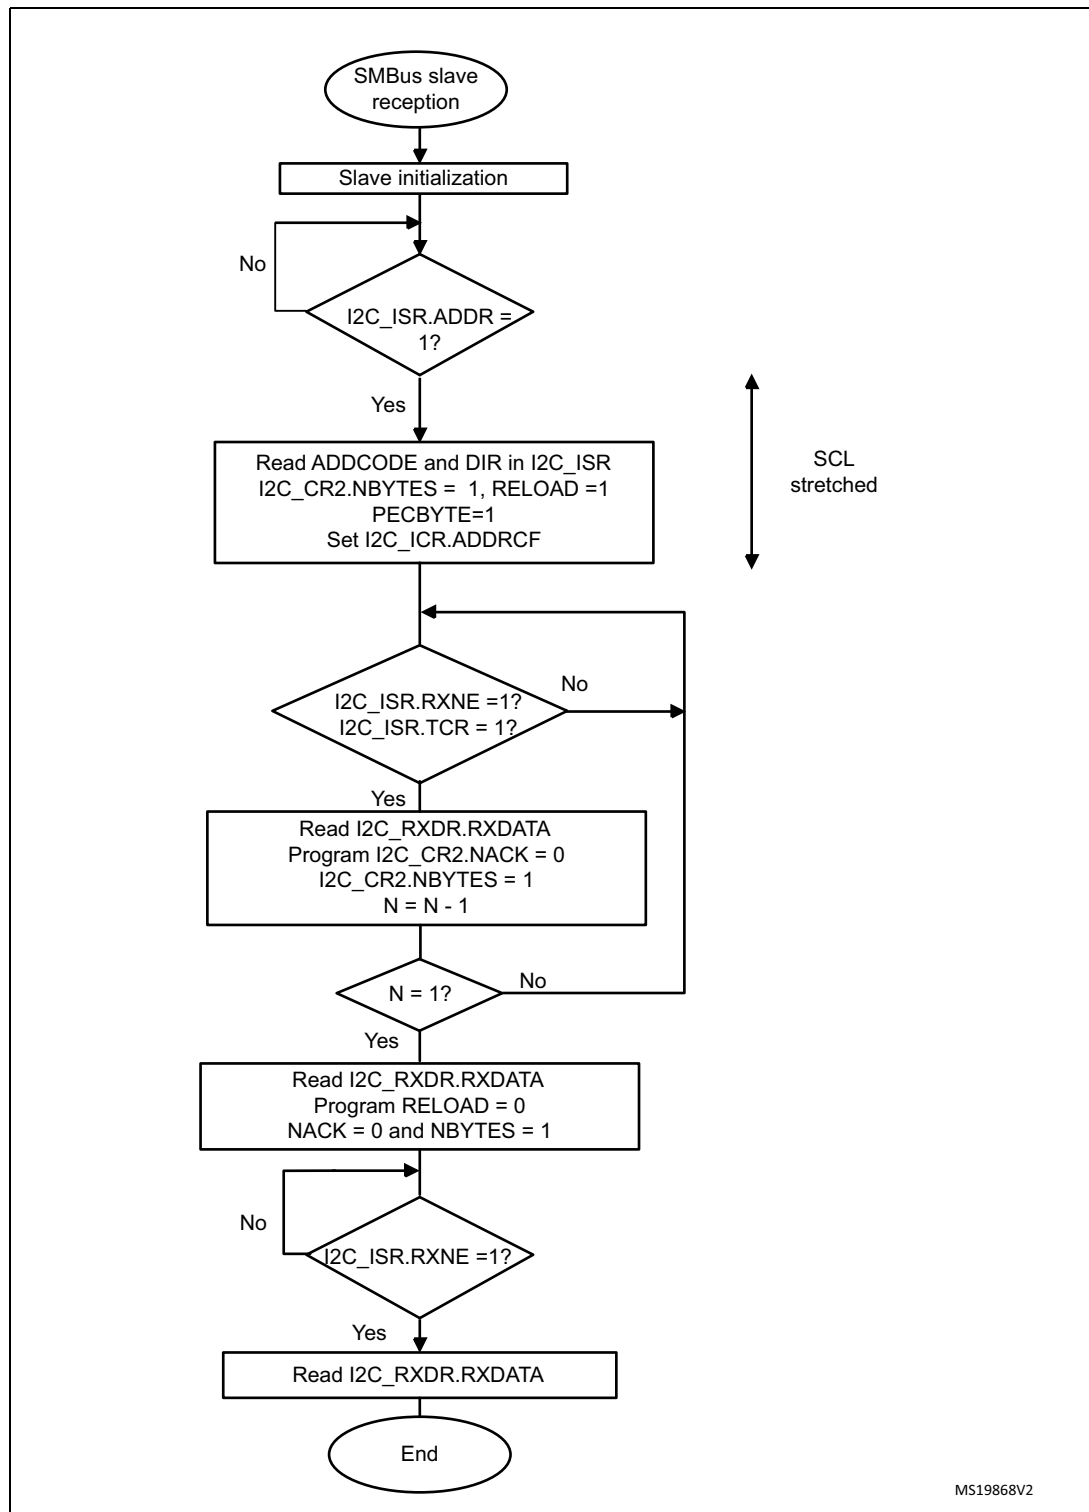 SMBus slave
reception
Slave initialization
No
I2C_ISR.ADDR =
1?
Yes
Read ADDCODE and DIR in I2C_ISR
I2C_CR2.NBYTES =  1, RELOAD =1
PECBYTE=1
Set I2C_ICR.ADDRCF
SCL
stretched
I2C_ISR.RXNE =1?
I2C_ISR.TCR = 1?
No
Yes
Read I2C_RXDR.RXDATA
Program I2C_CR2.NACK = 0
I2C_CR2.NBYTES = 1
N = N - 1
N = 1?
No
Yes
Read I2C_RXDR.RXDATA
Program RELOAD = 0
NACK = 0 and NBYTES = 1
No
I2C_ISR.RXNE =1?
Yes
Read I2C_RXDR.RXDATA
End
MS19868V2